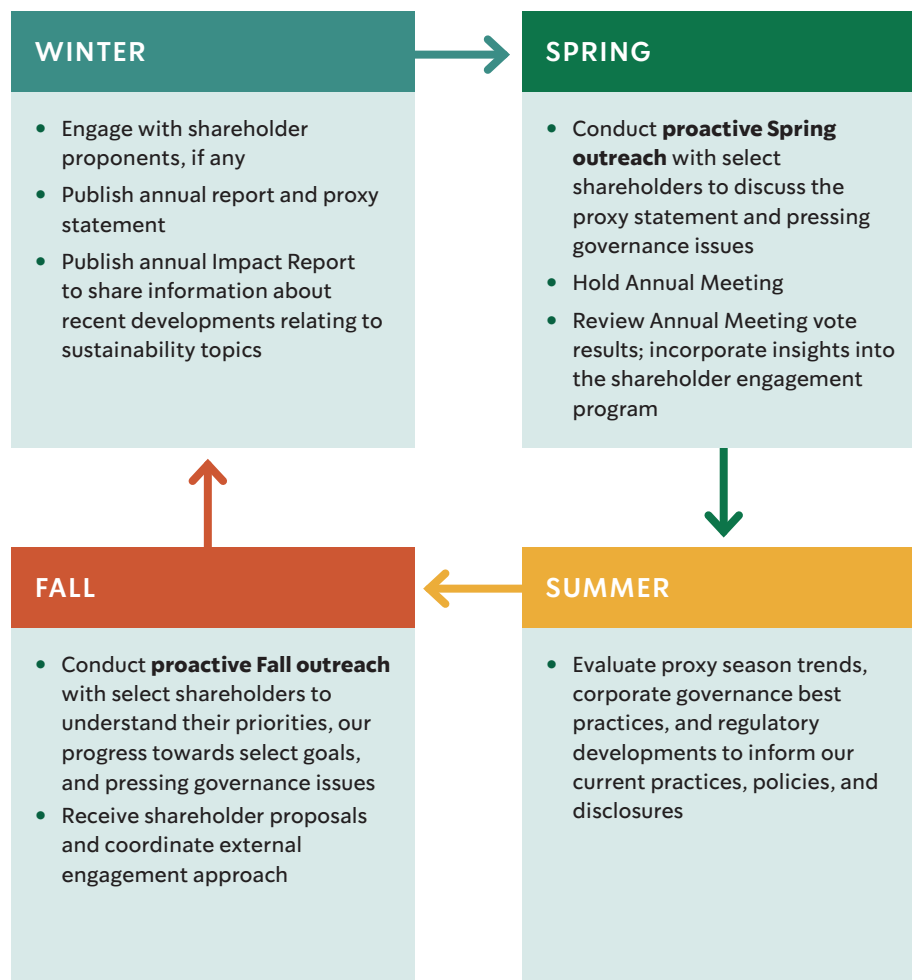 WINTER
• Engage with shareholder
proponents, if any
• Publish annual report and proxy
statement
• Publish annual Impact Report
to share information about
recent developments relating to
sustainability topics
SPRING
• Conduct proactive Spring
outreach with select
shareholders to discuss the
proxy statement and pressing
governance issues
• Hold Annual Meeting
• Review Annual Meeting vote
results; incorporate insights into
the shareholder engagement
program
FALL
• Conduct proactive Fall outreach
with select shareholders to
understand their priorities, our
progress towards select goals,
and pressing governance issues
• Receive shareholder proposals
and coordinate external
engagement approach
SUMMER
• Evaluate proxy season trends,
corporate governance best
practices, and regulatory
developments to inform our
current practices, policies, and
disclosures